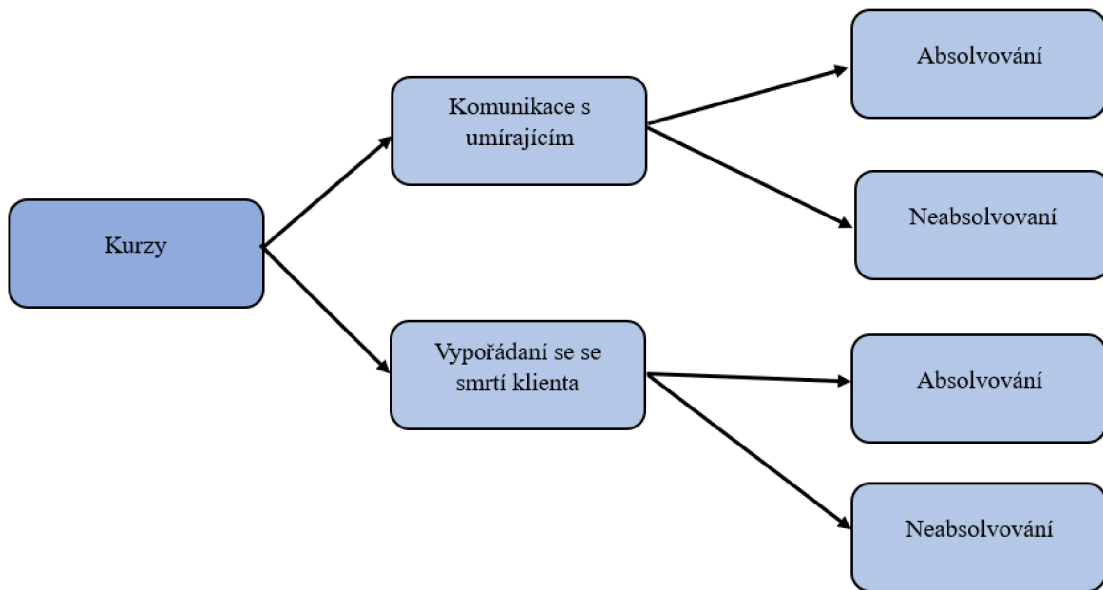 Absolvování
Komunikace s
umírajícím
Neabsolvovaní
Kurzy
Vypořádaní se se
smrtí klienta
Absolvování
Neabsolvování